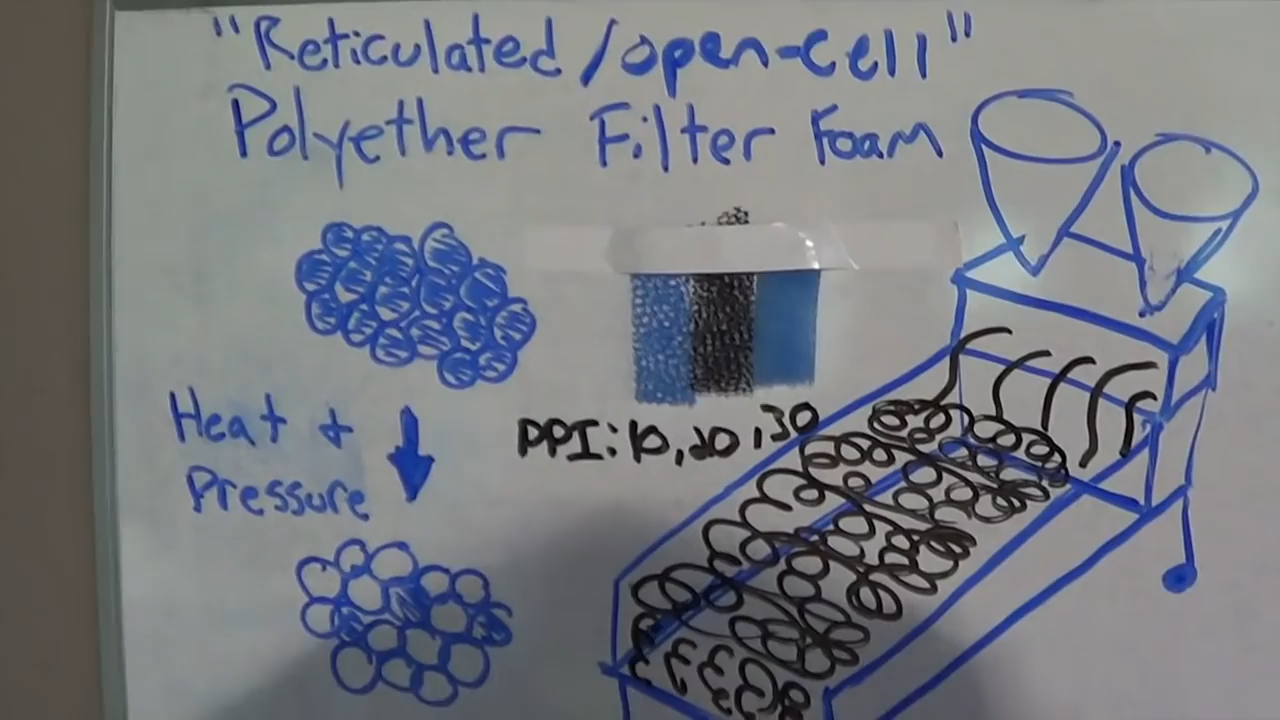 "Reticulated/open-cell"
Polyether Filter Foam
Heat +
Pressure
PPI: 10, 20, 30